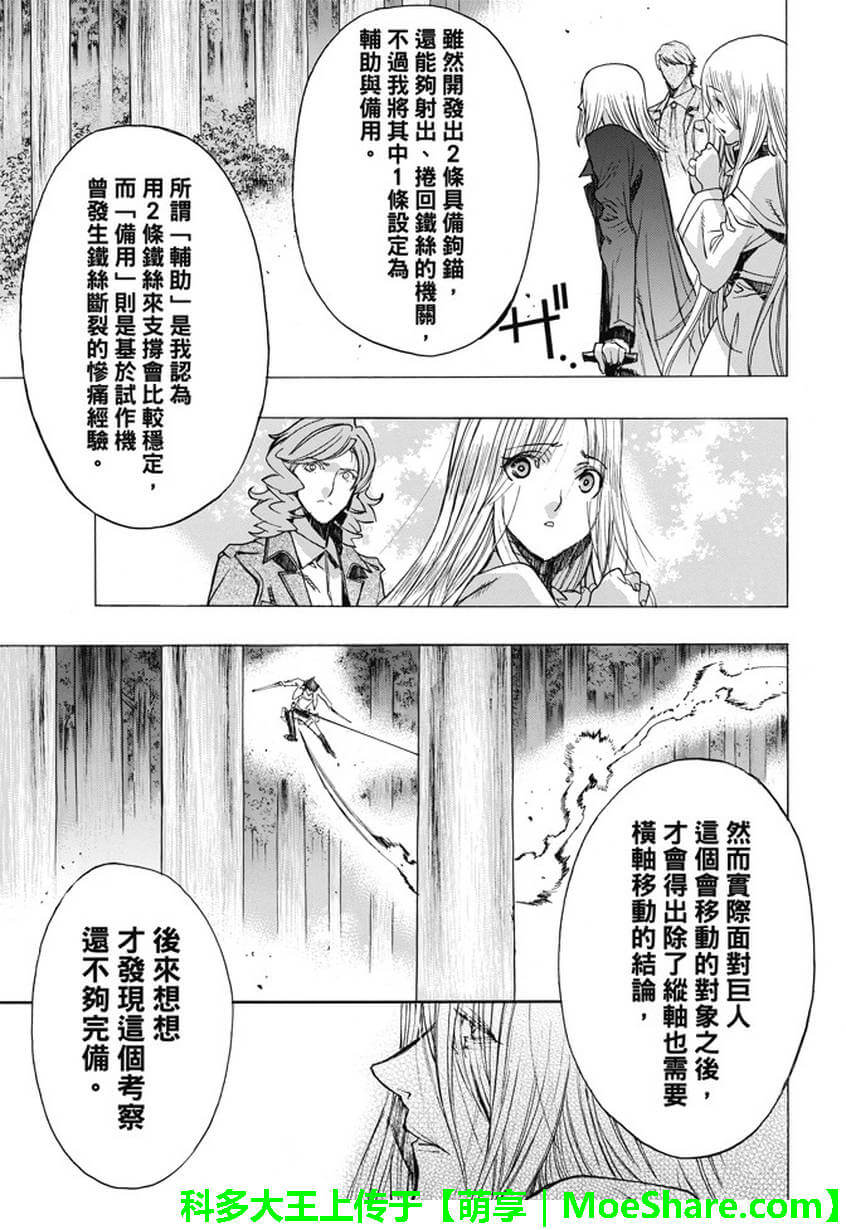 雖然開發出2條具備鉤錨，
還能夠射出、捲回鐵絲的機關，
不過我將其中1條設定為
輔助與備用。
ザ…
所謂「輔助」是我認為
用2條鐵絲來支撐會比較穩定，
而「備用」則是基於試作機
曾發生鐵絲斷裂的慘痛經驗。
然而實際面對巨人
這個會移動的對象之後，
才會得出除了縱軸也需要
橫軸移動的結論，
後來想想
才發現這個考察
還不夠完備。
科多大王上传于【萌享｜MoeShare.com】